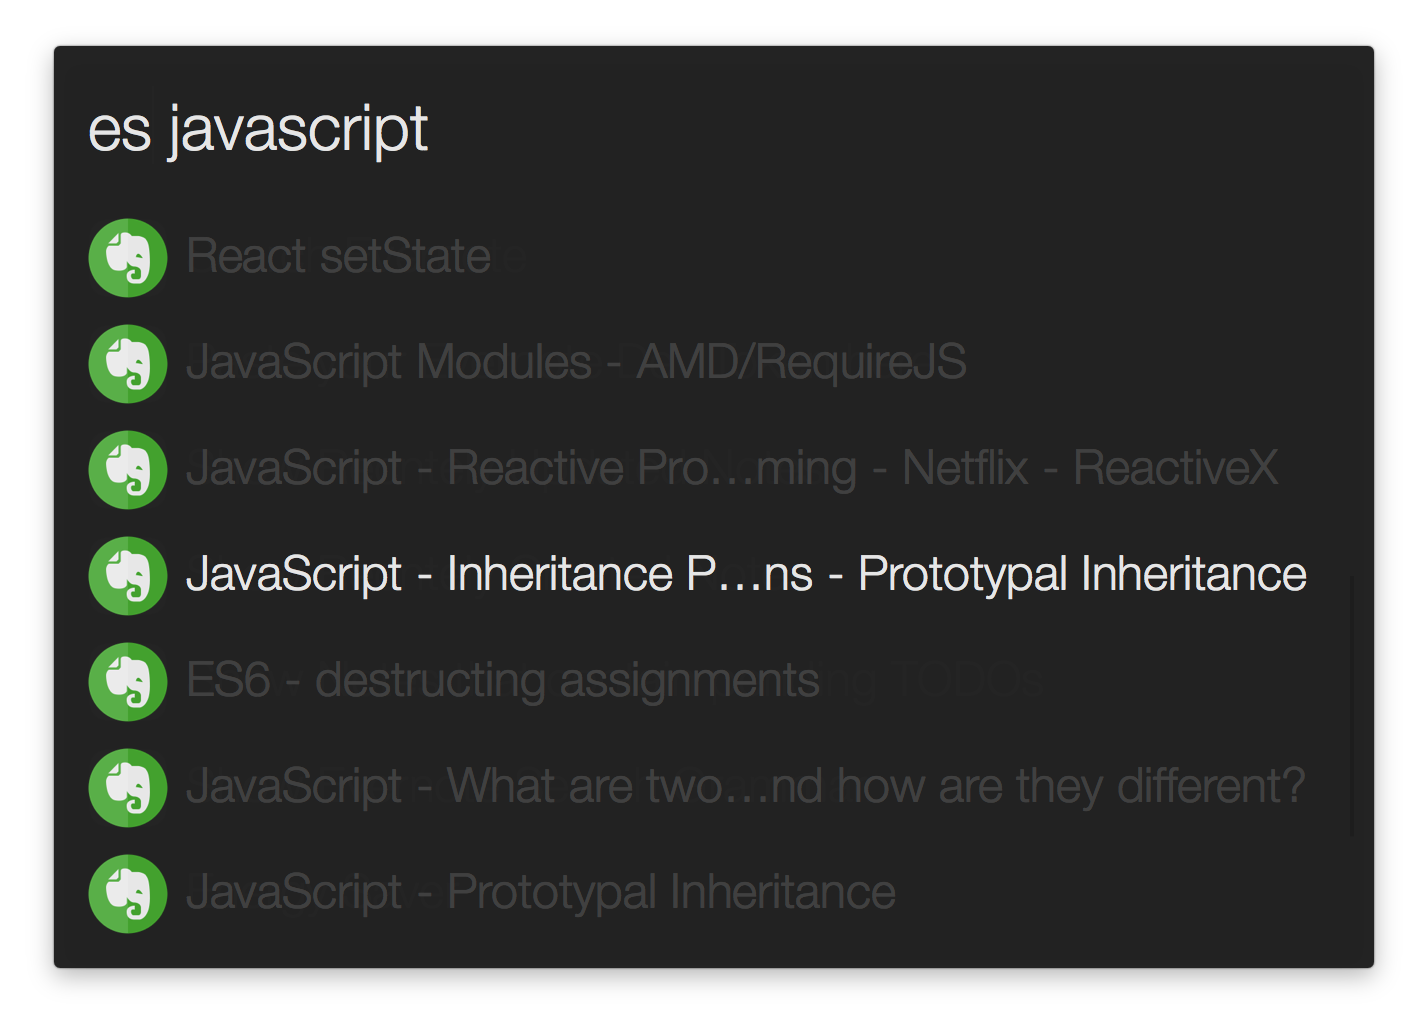 es javascript
React setState
JavaScript Modules - AMD/RequireJS
JavaScript - Reactive Pro…ming - Netflix - ReactiveX
JavaScript - Inheritance P…ns - Prototypal Inheritance
ES6 - destructing assignments
JavaScript - What are two…nd how are they different?
JavaScript - Prototypal Inheritance